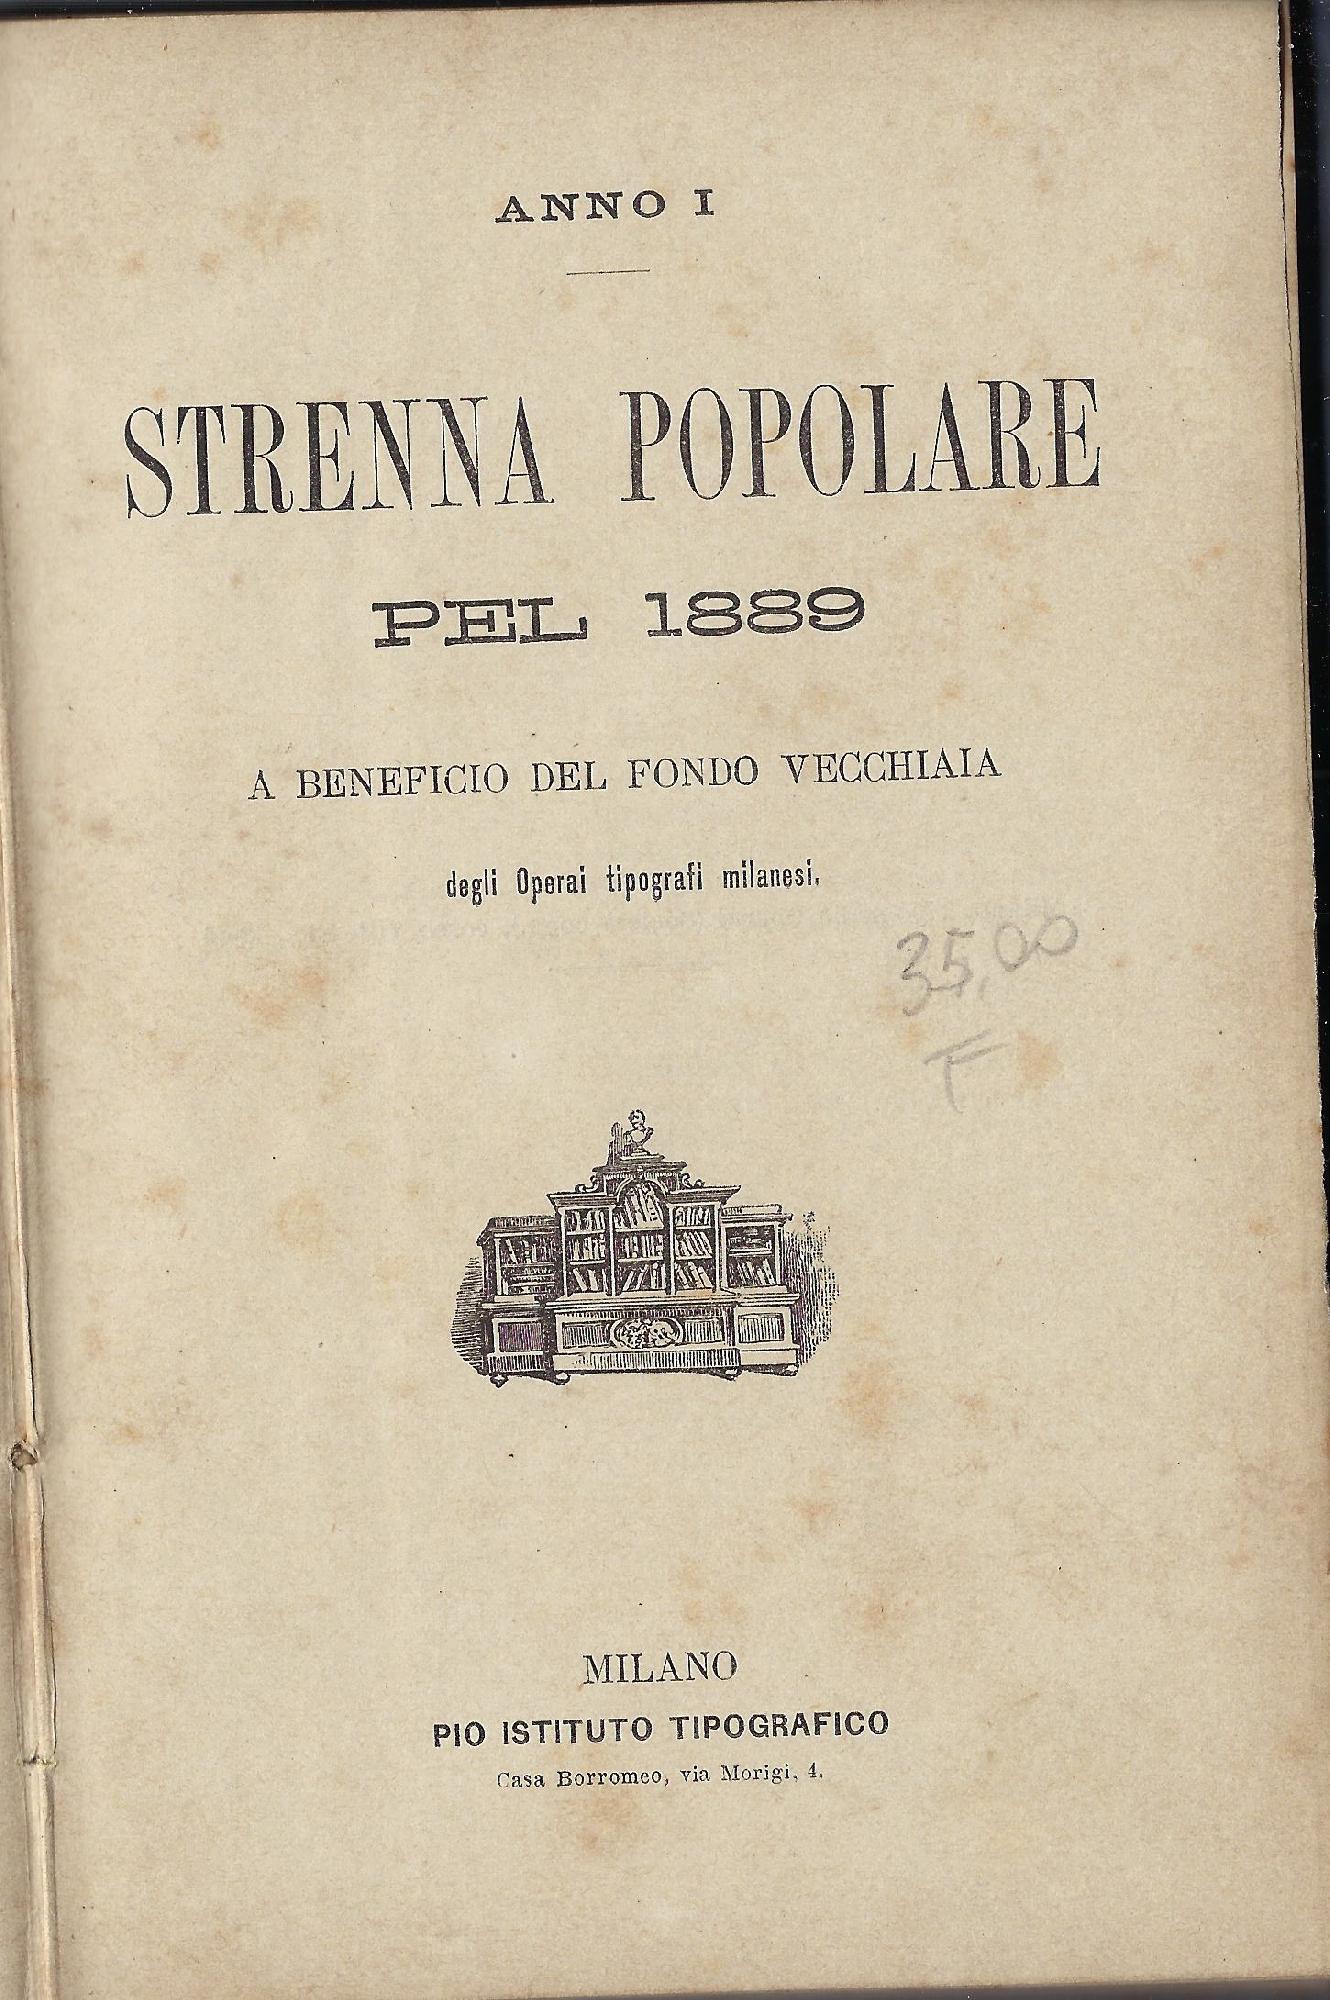 ANNO I
STRENNA POPOLARE
PEL 1889
A BENEFICIO DEL FONDO VECCHIAIA
degli Operai tipografi milanesi.
35,00
F
MILANO
PIO ISTITUTO TIPOGRAFICO
Casa Borromeo, via Morigi, 4.